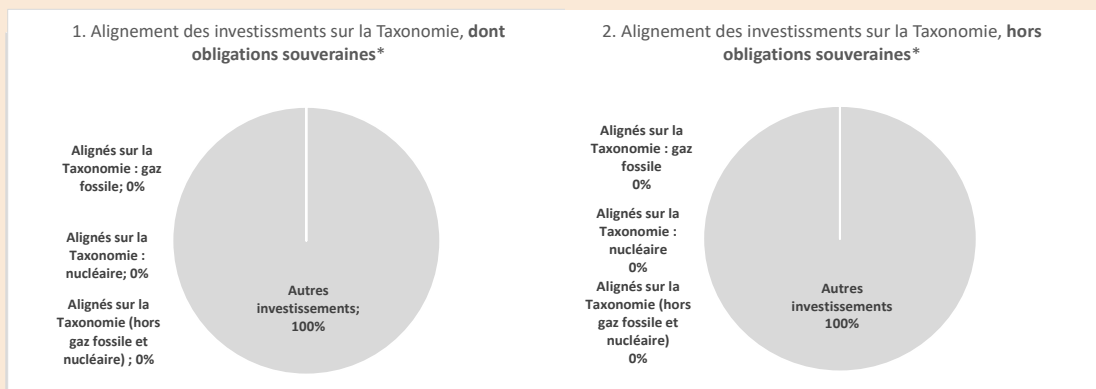 1. Alignement des investissments sur la Taxonomie, dont
obligations souveraines*
Alignés sur la
Taxonomie : gaz
fossile; 0%
Alignés sur la
Taxonomie :
nucléaire; 0%
Alignés sur la
Taxonomie (hors
gaz fossile et
nucléaire) ; 0%
Autres
investissements;
100%
2. Alignement des investissments sur la Taxonomie, hors
obligations souveraines*
Alignés sur la
Taxonomie : gaz
fossile
0%
Alignés sur la
Taxonomie :
nucléaire
0%
Alignés sur la
Taxonomie (hors
gaz fossile et
nucléaire)
0%
Autres
investissements
100%